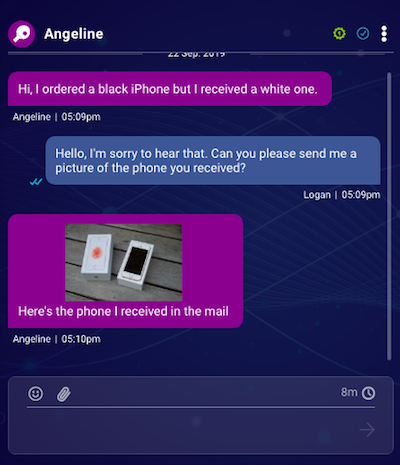 Angeline
22 Sep. 2019
Hi, I ordered a black iPhone but I received a white one.
Angeline | 05:09pm
Hello, I'm sorry to hear that. Can you please send me a
picture of the phone you received?
Logan | 05:09pm
Here's the phone I received in the mail
Angeline | 05:10pm
8m